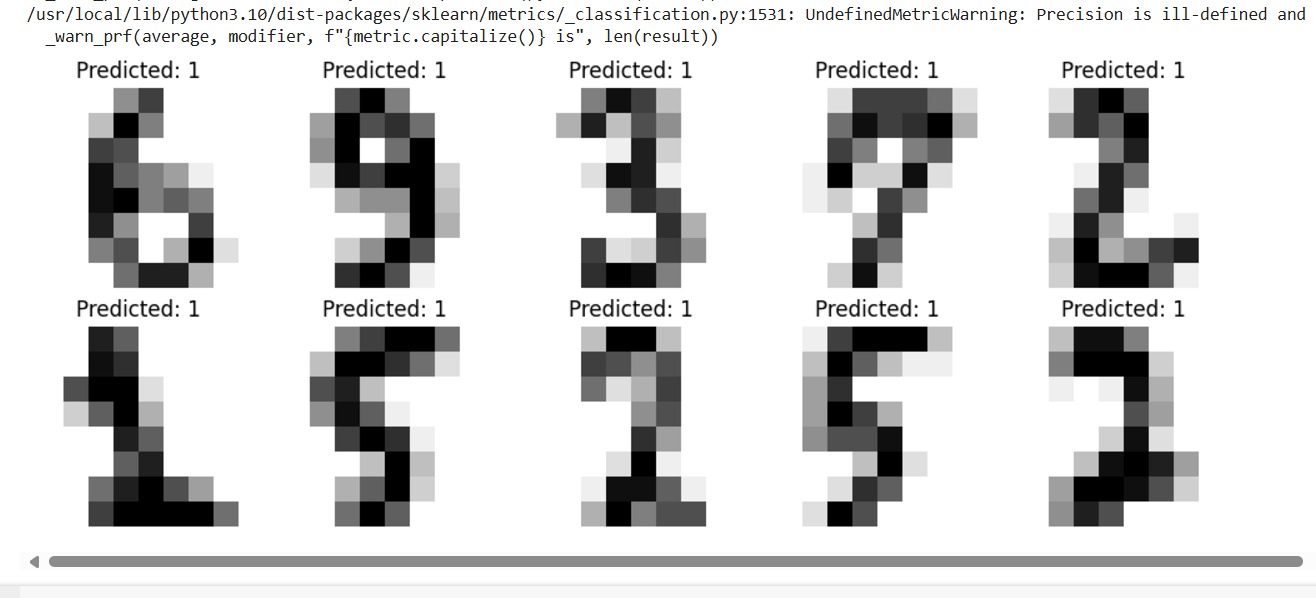 /usr/local/lib/python3.10/dist-packages/sklearn/metrics/_classification.py:1531: UndefinedMetricWarning: Precision is ill-defined and
_warn_prf(average, modifier, f"{metric.capitalize()} is", len(result))
Predicted: 1 Predicted: 1 Predicted: 1 Predicted: 1 Predicted: 1
Predicted: 1 Predicted: 1 Predicted: 1 Predicted: 1 Predicted: 1